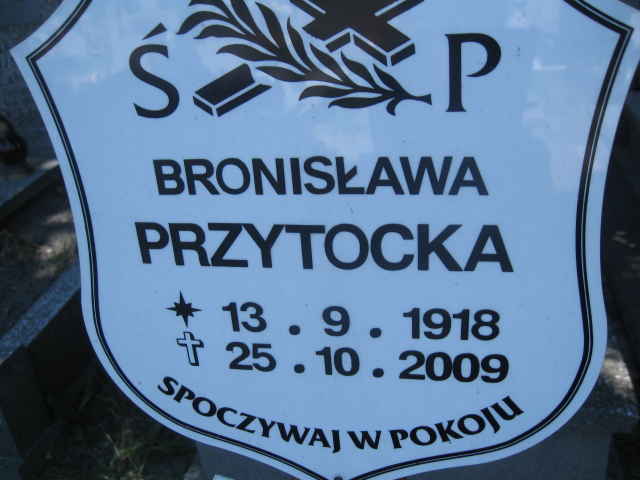 Ś P
BRONISŁAWA
PRZYTOCKA
13 . 9 . 1918
25 . 10 . 2009
SPOCZYWAJ W POKOJU